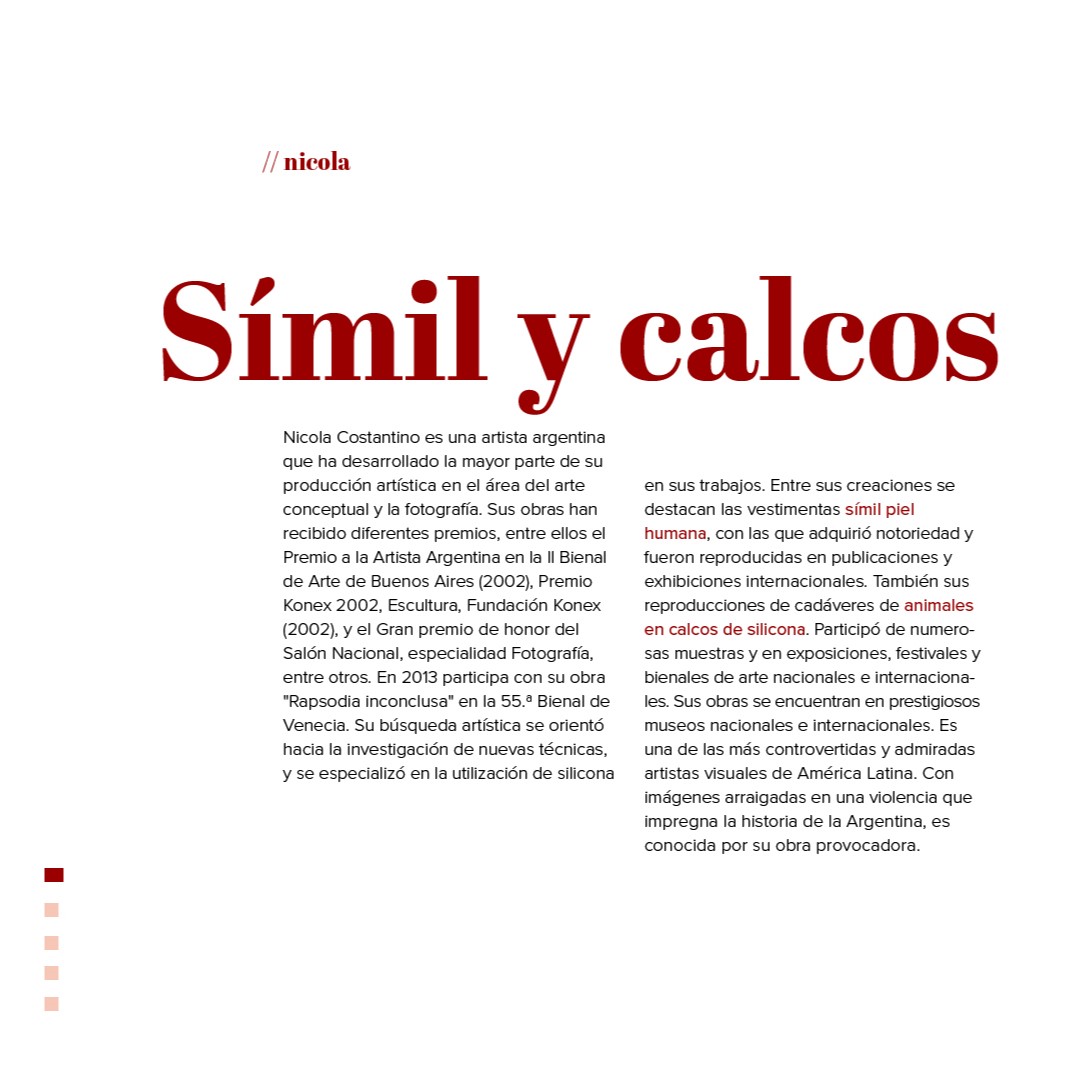 // nicola
Símil y calcos
Nicola Costantino es una artista argentina
que ha desarrollado la mayor parte de su
producción artística en el área del arte
conceptual y la fotografía. Sus obras han
recibido diferentes premios, entre ellos el
Premio a la Artista Argentina en la II Bienal
de Arte de Buenos Aires (2002), Premio
Konex 2002, Escultura, Fundación Konex
(2002), y el Gran premio de honor del
Salón Nacional, especialidad Fotografía,
entre otros. En 2013 participa con su obra
"Rapsodia inconclusa" en la 55.ª Bienal de
Venecia. Su búsqueda artística se orientó
hacia la investigación de nuevas técnicas,
y se especializó en la utilización de silicona
en sus trabajos. Entre sus creaciones se
destacan las vestimentas símil piel
humana, con las que adquirió notoriedad y
fueron reproducidas en publicaciones y
exhibiciones internacionales. También sus
reproducciones de cadáveres de animales
en calcos de silicona. Participó de numero-
sas muestras y en exposiciones, festivales y
bienales de arte nacionales e internaciona-
les. Sus obras se encuentran en prestigiosos
museos nacionales e internacionales. Es
una de las más controvertidas y admiradas
artistas visuales de América Latina. Con
imágenes arraigadas en una violencia que
impregna la historia de la Argentina, es
conocida por su obra provocadora.